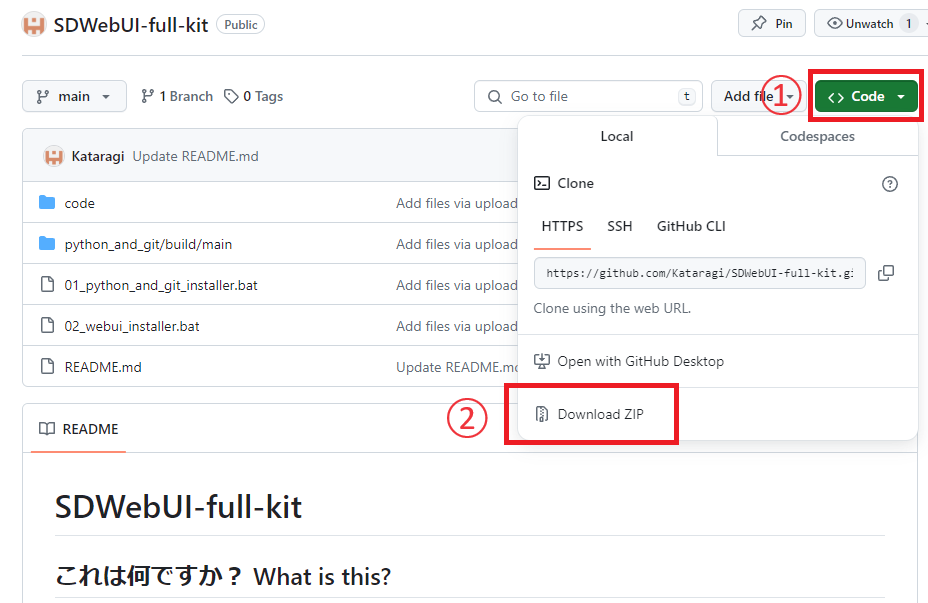 SDWebUI-full-kit Public
Pin
Unwatch 1
main
1 Branch
0 Tags
Go to file t
Add file
①
Code
Kataragi Update README.md
code Add files via upload
python_and_git/build/main Add files via upload
01_python_and_git_installer.bat Add files via upload
02_webui_installer.bat Add files via upload
README.md Update README.md
Local
Codespaces
Clone
HTTPS SSH GitHub CLI
https://github.com/Kataragi/SDWebUI-full-kit.gi
Clone using the web URL.
Open with GitHub Desktop
②
Download ZIP
README
SDWebUI-full-kit
これは何ですか？ What is this?